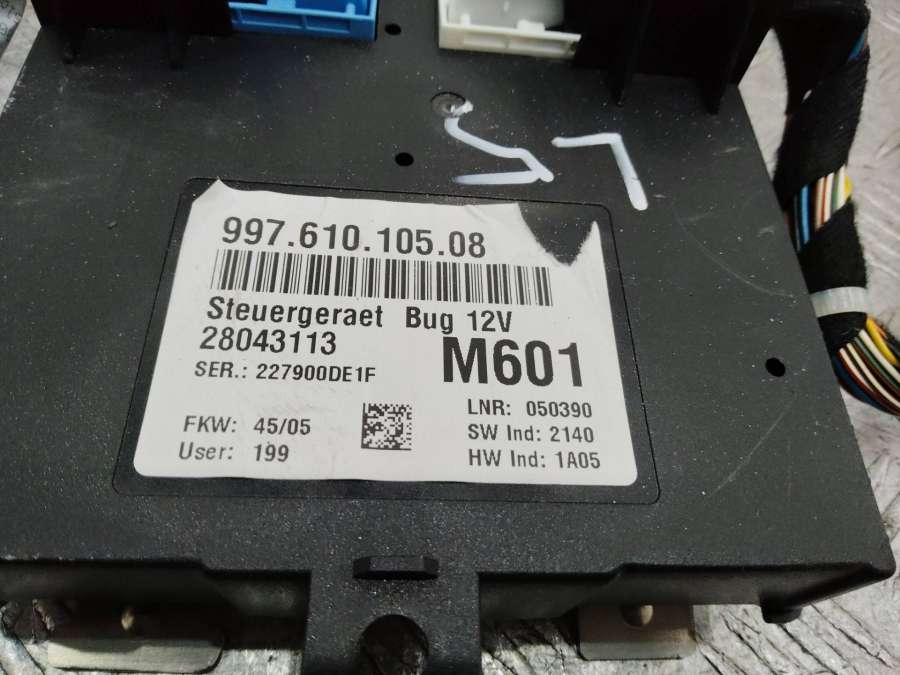 997.610.105.08
Steuergeraet Bug 12V
28043113
M601
SER.: 227900DE1F
LNR: 050390
FKW: 45/05
SW Ind: 2140
User: 199
HW Ind: 1A05